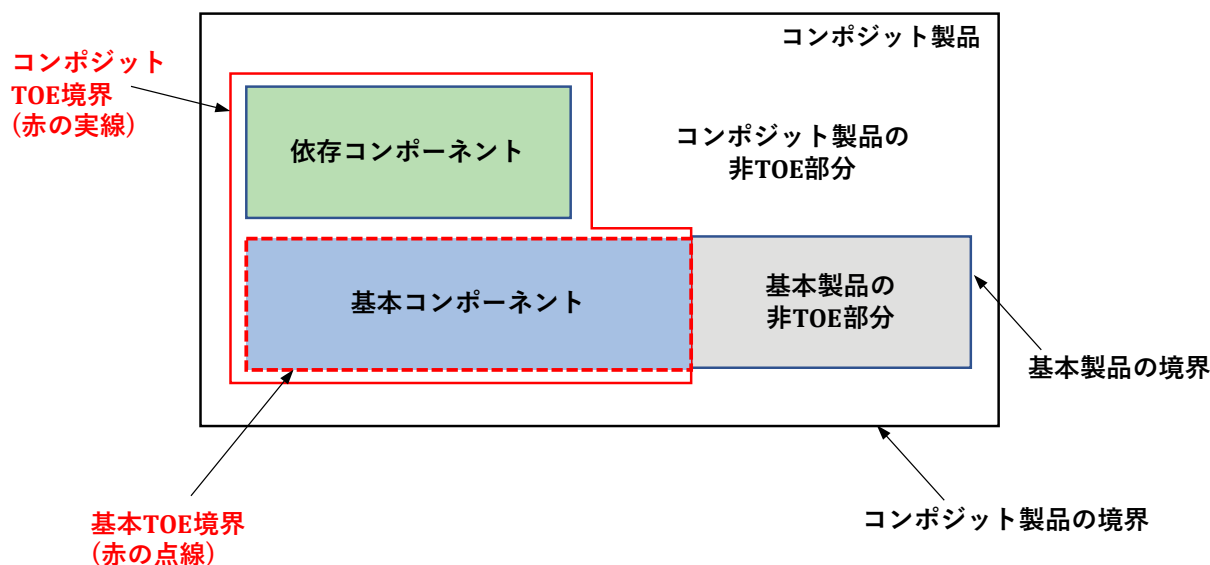 コンポジット製品
コンポジット
TOE境界
(赤の実線)
依存コンポーネント
コンポジット製品の
非TOE部分
基本コンポーネント
基本製品の
非TOE部分
基本製品の境界
コンポジット製品の境界
基本TOE境界
(赤の点線)